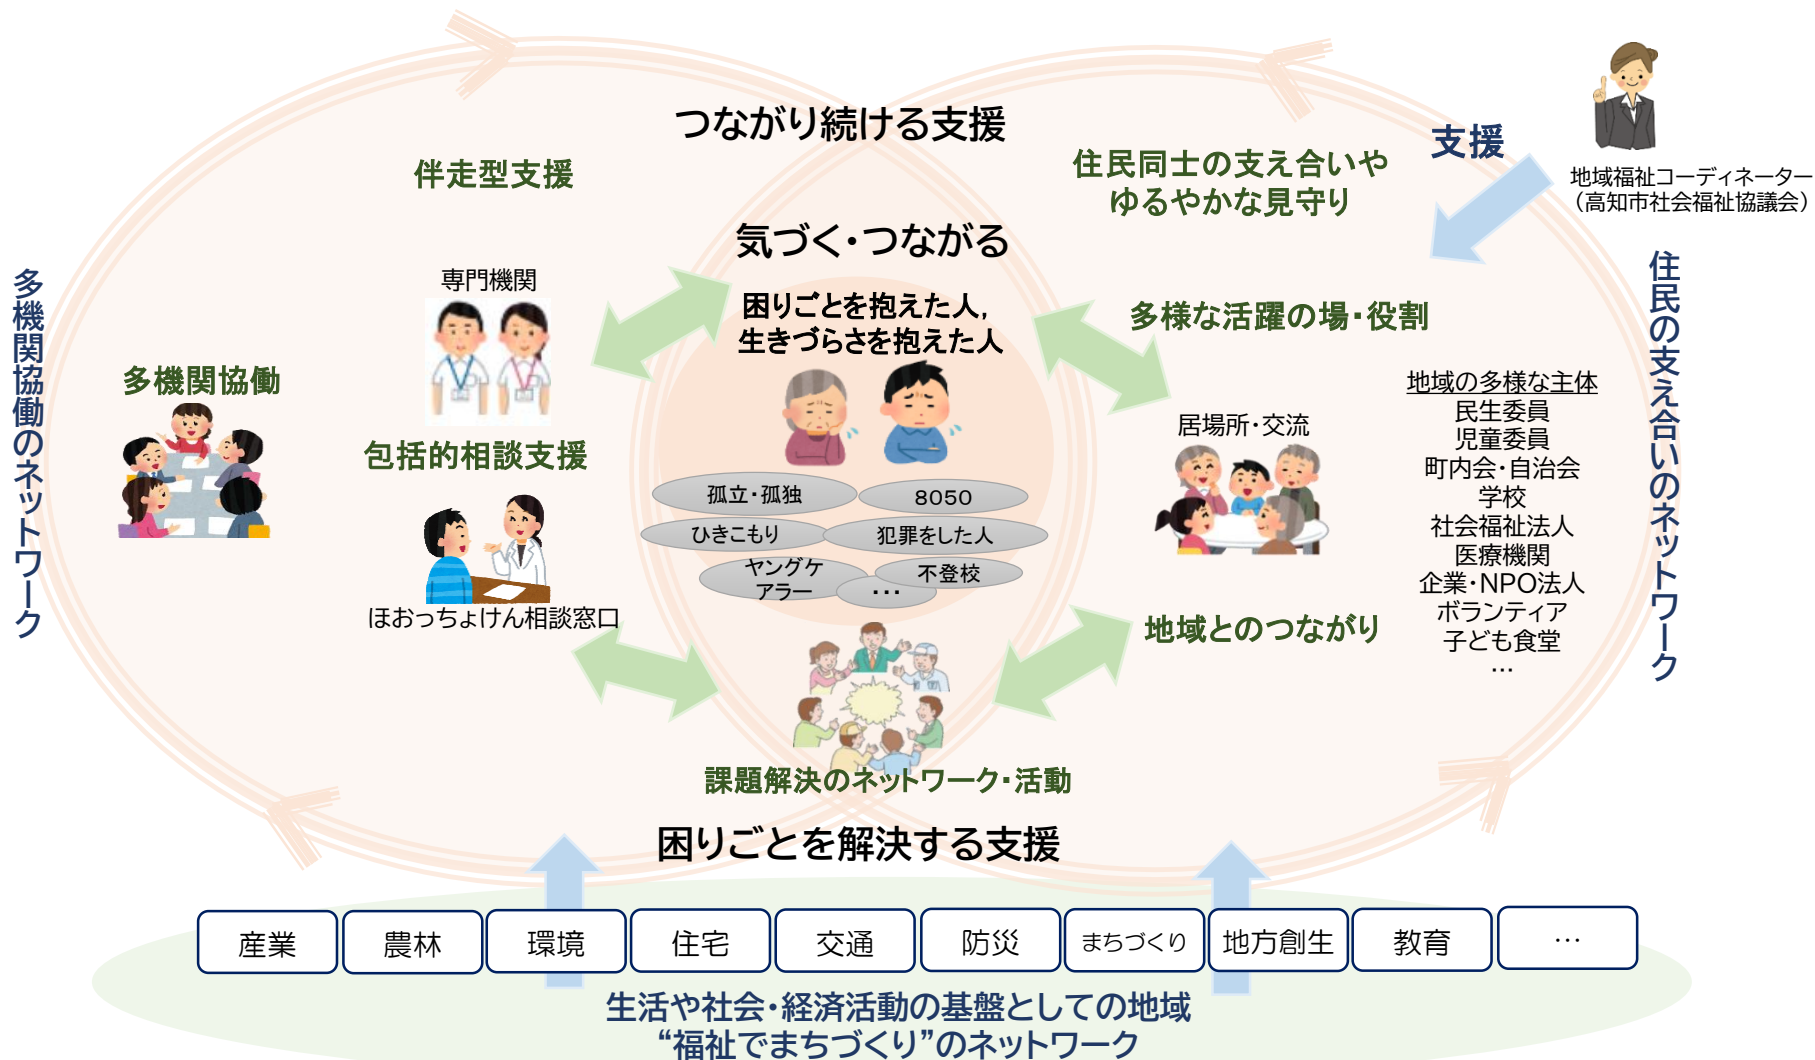 つながり続ける支援
伴走型支援
住民同士の支え合いや
ゆるやかな見守り
支援
地域福祉コーディネーター
（高知市社会福祉協議会）
気づく・つながる
多機関協働のネットワーク
住民の支え合いのネットワーク
専門機関
困りごとを抱えた人,
生きづらさを抱えた人
多様な活躍の場・役割
多機関協働
包括的相談支援
ほおっちょけん相談窓口
孤立・孤独
8050
ひきこもり
犯罪をした人
ヤングケ
アラー
不登校
…
居場所・交流
地域の多様な主体
民生委員
児童委員
町内会・自治会
学校
社会福祉法人
医療機関
企業・NPO法人
ボランティア
子ども食堂
…
地域とのつながり
課題解決のネットワーク・活動
困りごとを解決する支援
産業
農林
環境
住宅
交通
防災
まちづくり
地方創生
教育
…
生活や社会・経済活動の基盤としての地域
“福祉でまちづくり”のネットワーク